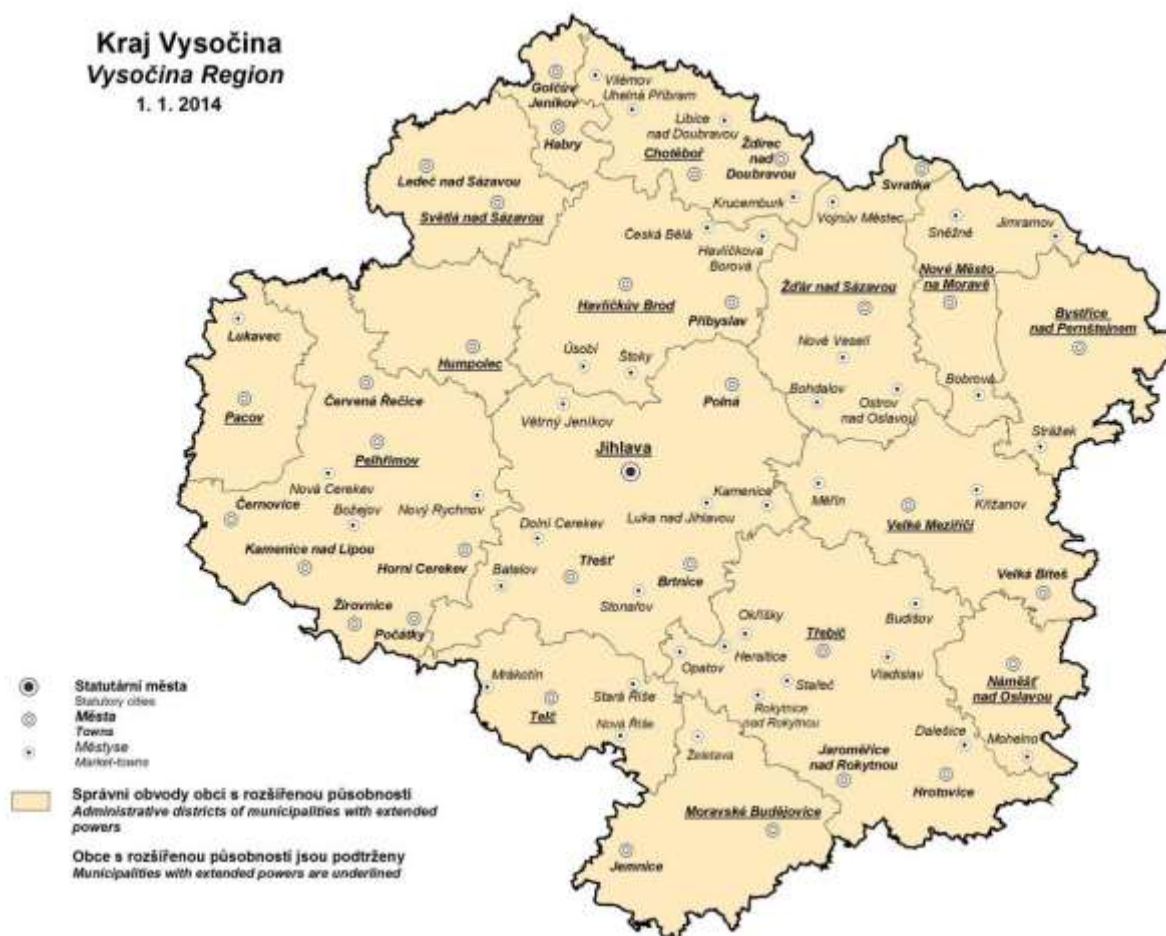 Kraj Vysočina
Vysočina Region
1. 1. 2014
Golčův
Jeníkov
Vilémov
Uhelná Příbram
Libice
nad Doubravou
Habry
Chotěboř
Ždírec
nad
Doubravou
Ledeč nad Sázavou
Světlá nad Sázavou
Krucemburk
Svratka
Vojnův Městec
Sněžné
Jimramov
Česká Bělá
Havlíčkova
Borová
Havlíčkův Brod
Přibyslav
Žďár nad Sázavou
Nové Město
na Moravě
Bystřice
nad Pernštejnem
Lukavec
Humpolec
Úsobí
Štoky
Nové Veselí
Pacov
Červená Řečice
Větrný Jeníkov
Polná
Bohdalov
Ostrov
nad Oslavou
Bobrová
Strážek
Pelhřimov
Jihlava
Nová Cerekev
Černovice
Božejov
Nový Rychnov
Dolní Cerekev
Luka nad Jihlavou
Kamenice
Měřín
Křižanov
Velké Meziříčí
Kamenice nad Lipou
Horní Cerekev
Batelov
Třešť
Brtnice
Stonařov
Velká Bíteš
Žirovnice
Počátky
Okříšky
Třebíč
Budišov
Opatov
Heraltice
Vladislav
Náměšť
nad Oslavou
Mrákotín
Telč
Stará Říše
Nová Říše
Stařeč
Rokytnice
nad Rokytnou
Želetava
Jaroměřice
nad Rokytnou
Dalešice
Mohelno
Hrotovice
Moravské Budějovice
Jemnice
Statutární města
Statutory cities
Města
Towns
Městyse
Market-towns
Správní obvody obcí s rozšířenou působností
Administrative districts of municipalities with extended
powers
Obce s rozšířenou působností jsou podtrženy
Municipalities with extended powers are underlined